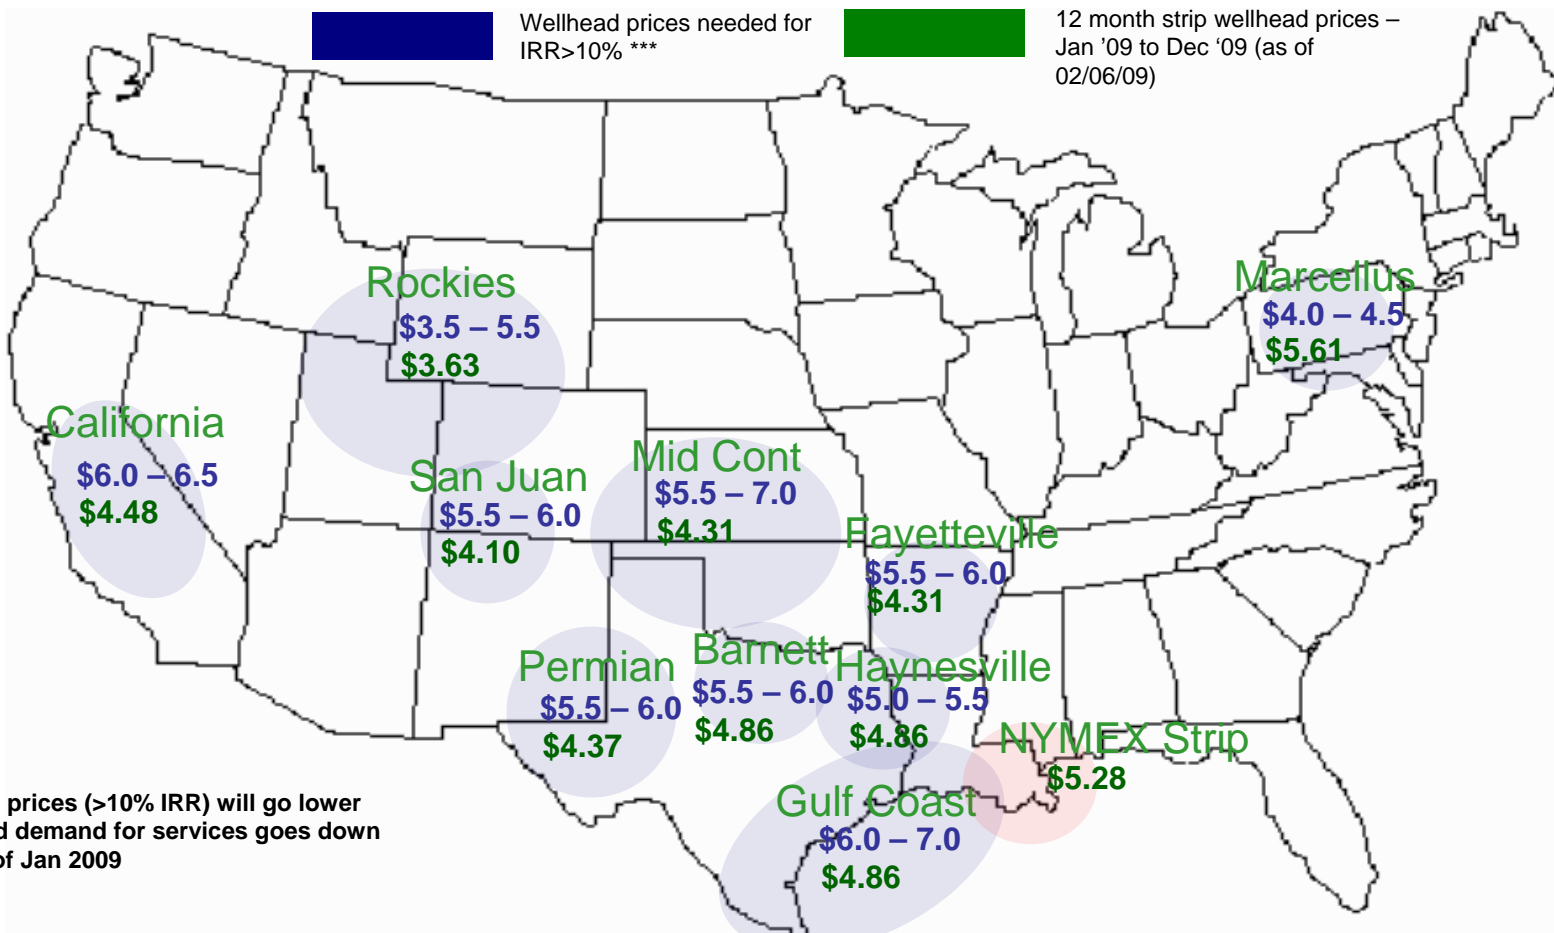 Wellhead prices needed for
IRR>10% ***
12 month strip wellhead prices –
Jan '09 to Dec ‘09 (as of
02/06/09)
Rockies
$3.5 – 5.5
$3.63
Marcellus
$4.0 – 4.5
$5.61
California
$6.0 – 6.5
$4.48
San Juan
$5.5 – 6.0
$4.10
Mid Cont
$5.5 – 7.0
$4.31
Fayetteville
$5.5 – 6.0
$4.31
Permian
$5.5 – 6.0
$4.37
Barnett
$5.5 – 6.0
$4.86
Haynesville
$5.0 – 5.5
$4.86
NYMEX Strip
$5.28
Gulf Coast
$6.0 – 7.0
$4.86
prices (>10% IRR) will go lower
demand for services goes down
of Jan 2009